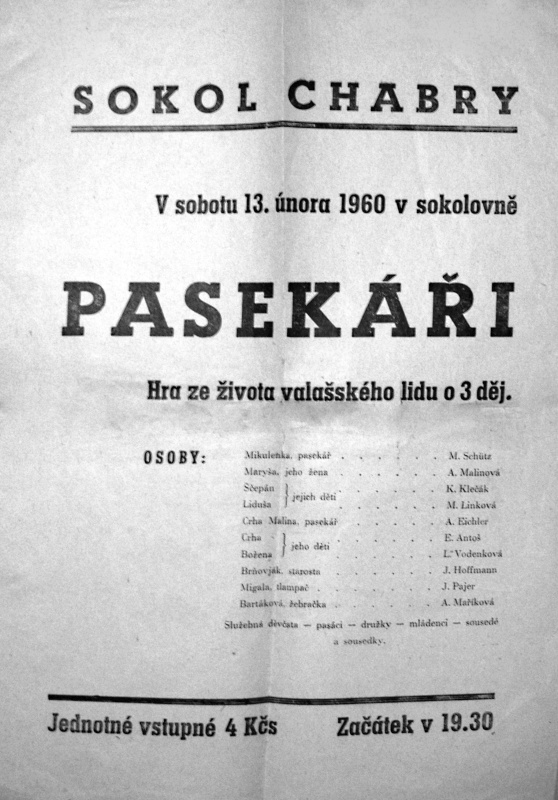 SOKOL CHABRY
V sobotu 13. února 1960 v sokolovně
PASEKÁŘI
Hra ze života valašského lidu o 3 děj.
OSOBY:
Mikulenka, pasekář . . . . . . M. Schütz
Maryša, jeho žena . . . . . . A. Malinová
Ščepán } jejich děti . . . . . K. Klečák
Liduša . . . . . M. Linková
Crha Malina, pasekář . . . . . A. Eichler
Crha } jeho děti . . . . . E. Antoš
Božena . . . . . L. Vodenková
Brňovják, starosta . . . . . J. Hoffmann
Migala, tlampač . . . . . J. Pajer
Bartáková, žebračka . . . . . A. Maříková
Služebná děvčata — pasáci — družky — mládenci — sousedé
a sousedky.
Jednotné vstupné 4 Kčs Začátek v 19.30